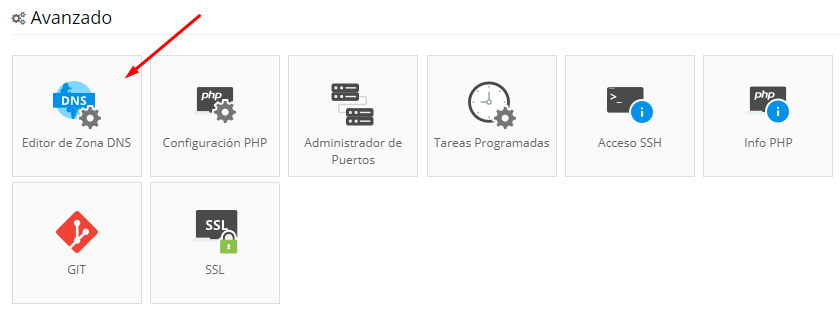 Avanzado
DNS
php
php
Editor de Zona DNS
Configuración PHP
Administrador de
Puertos
Tareas Programadas
Acceso SSH
Info PHP
SSL
GIT
SSL